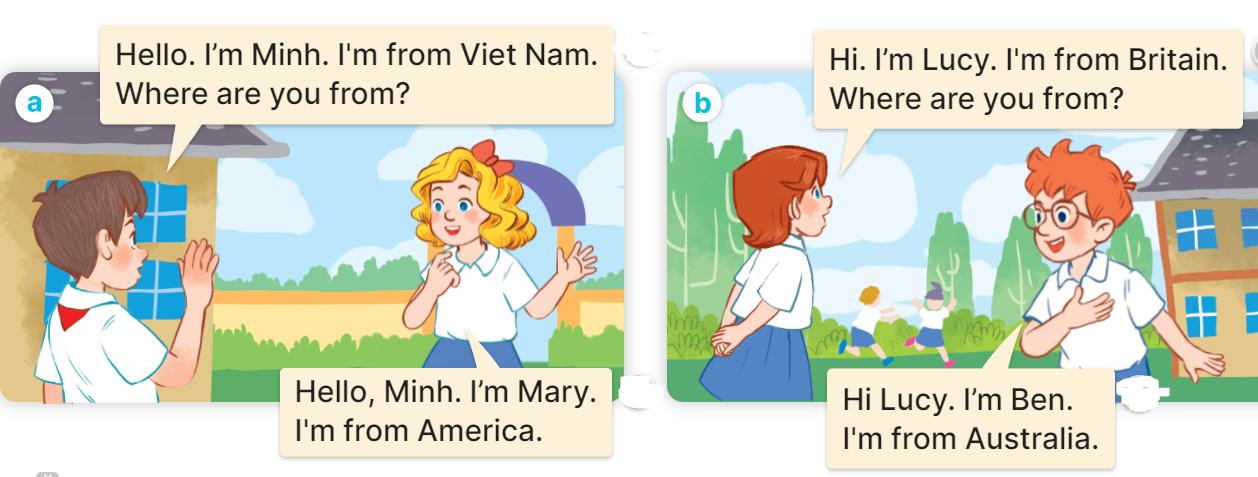 a
Hello. I’m Minh. I'm from Viet Nam.
Where are you from?
Hello, Minh. I’m Mary.
I'm from America.
b
Hi. I’m Lucy. I'm from Britain.
Where are you from?
Hi Lucy. I’m Ben.
I'm from Australia.